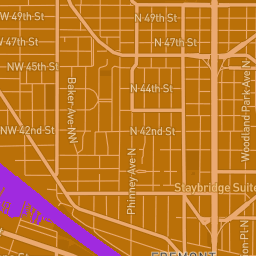 NW 49th St
N 49th St
NW 47th St
N 47th St
NW 45th St
N 44th St
Baker Ave NW
Woodland Park Ave N
NW 42nd St
N 42nd St
Phinney Ave N
Staybridge Suite
FREMONT